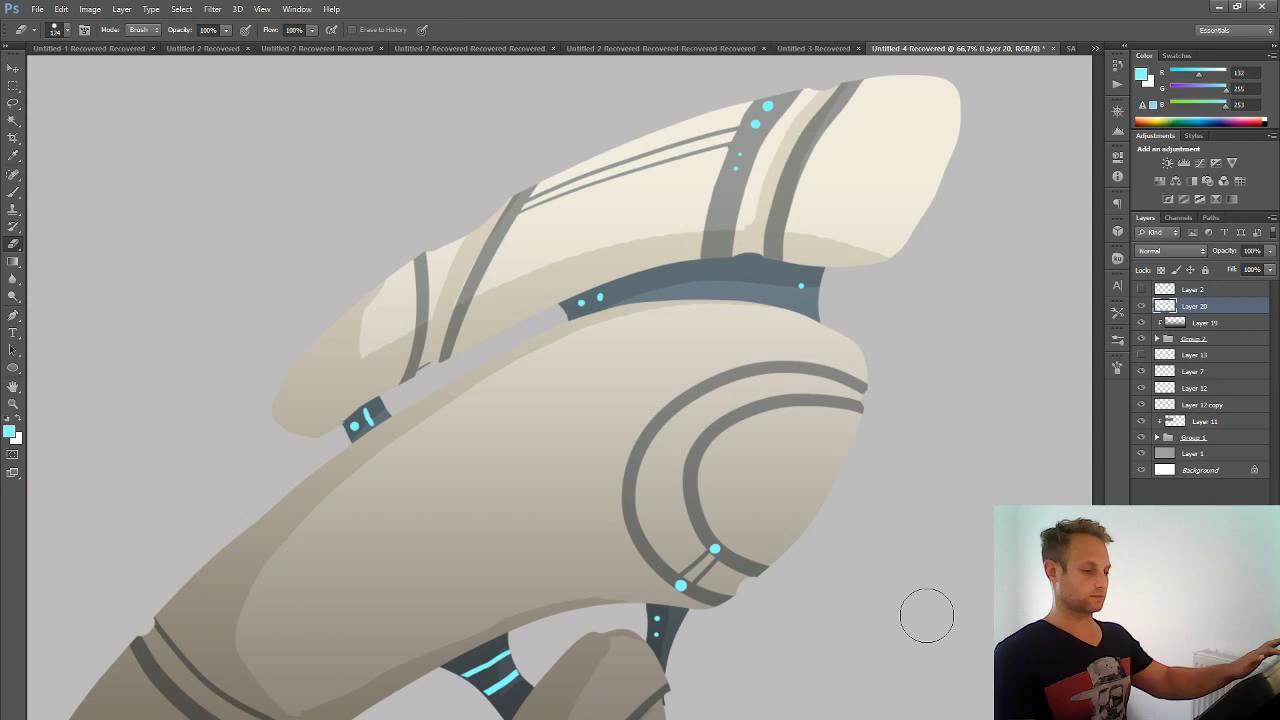 Ps File Edit Image Layer Type Select Filter 3D View Window Help
124 Mode: Brush Opacity: 100% Flow: 100% Erase to History Essentials
Untitled-1-Recovered-Recovered × Untitled 2-Recovered × Untitled-2-Recovered-Recovered × Untitled-2-Recovered-Recovered × Untitled-2-Recovered-Recovered-Recovered × Untitled-3-Recovered × Untitled-4-Recovered @ 66,7% (Layer 20, RGB/8) * × SA
Color Swatches
R 132
G 255
B 253
Adjustments Styles
Add an adjustment
Layers Channels Paths
Kind
Normal Opacity: 100%
Lock: Fill: 100%
Layer 2
Layer 20
Layer 19
Group 2
Layer 13
Layer 7
Layer 12
Layer 12 copy
Layer 11
Group 1
Layer 1
Background